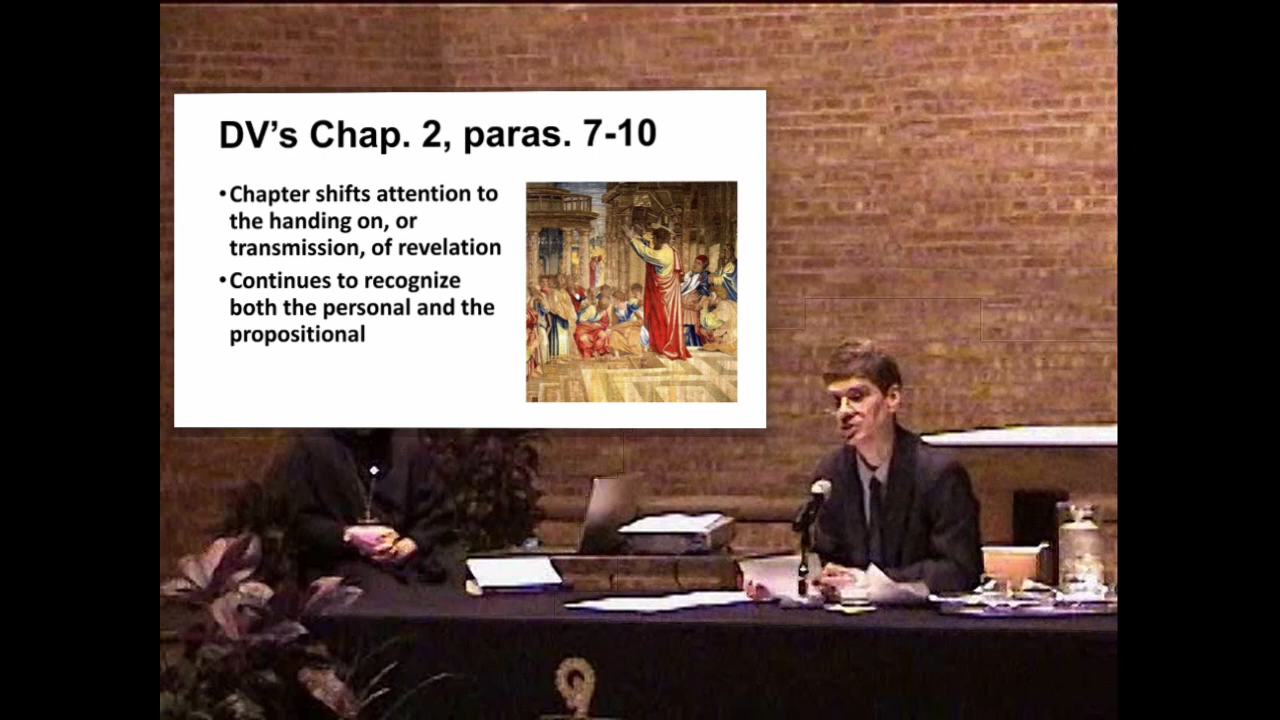 DV’s Chap. 2, paras. 7-10
•Chapter shifts attention to
the handing on, or
transmission, of revelation
•Continues to recognize
both the personal and the
propositional